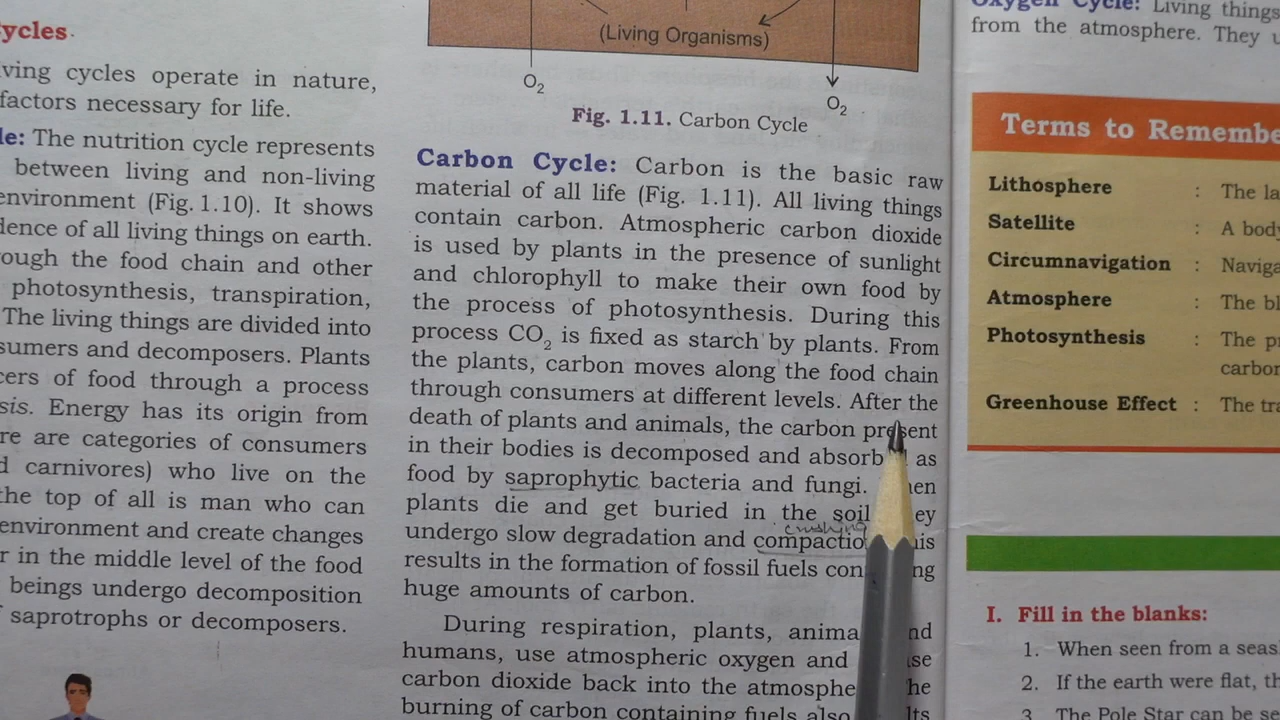 ycles
ving cycles operate in nature,
factors necessary for life.
le: The nutrition cycle represents
between living and non-living
environment (Fig. 1.10). It shows
dence of all living things on earth.
ough the food chain and other
photosynthesis, transpiration,
The living things are divided into
sumers and decomposers. Plants
cers of food through a process
sis. Energy has its origin from
re are categories of consumers
d carnivores) who live on the
the top of all is man who can
environment and create changes
r in the middle level of the food
beings undergo decomposition
saprotrophs or decomposers.
(Living Organisms)
O2
O2
Fig. 1.11. Carbon Cycle
Carbon Cycle: Carbon is the basic raw
material of all life (Fig. 1.11). All living things
contain carbon. Atmospheric carbon dioxide
is used by plants in the presence of sunlight
and chlorophyll to make their own food by
the process of photosynthesis. During this
process CO2 is fixed as starch by plants. From
the plants, carbon moves along the food chain
through consumers at different levels. After the
death of plants and animals, the carbon present
in their bodies is decomposed and absorb as
food by saprophytic bacteria and fungi. hen
plants die and get buried in the soil ey
crushing
undergo slow degradation and compactio his
results in the formation of fossil fuels con ng
huge amounts of carbon.
During respiration, plants, anima nd
humans, use atmospheric oxygen and se
carbon dioxide back into the atmosphe he
burning of carbon containing fuels also lts
Oxygen Cycle: Living things
from the atmosphere. They u
Terms to Remembe
Lithosphere : The la
Satellite : A body
Circumnavigation : Naviga
Atmosphere : The bl
Photosynthesis : The p
carbon
Greenhouse Effect : The tra
I. Fill in the blanks:
1. When seen from a seas
2. If the earth were flat, th
3. The Pole Star can be se